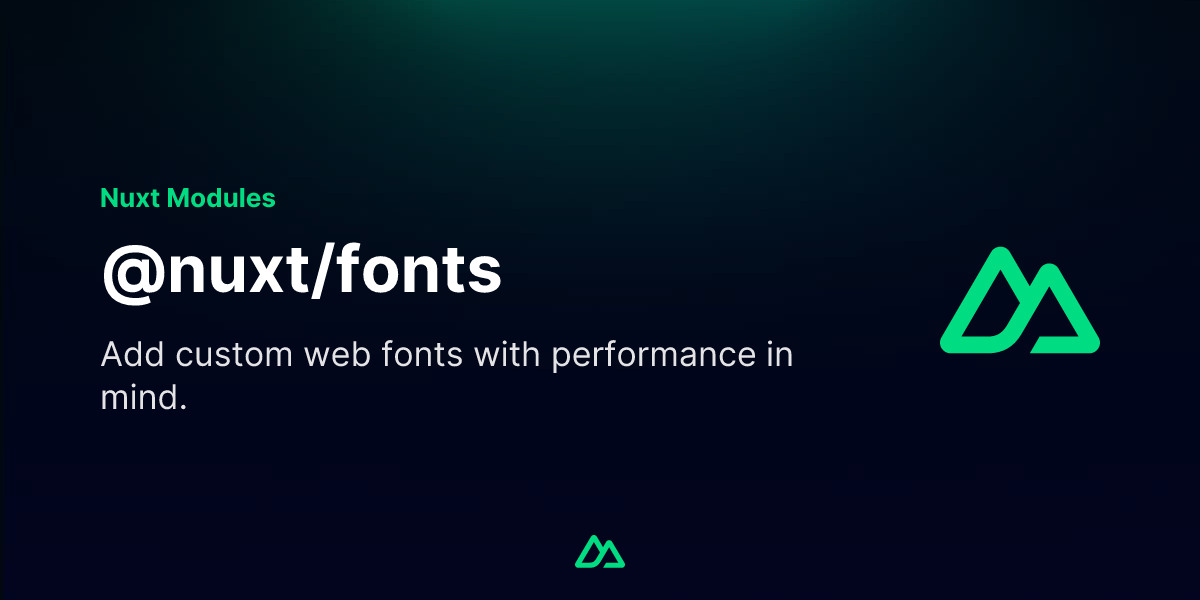 Nuxt Modules
@nuxt/fonts
Add custom web fonts with performance in
mind.